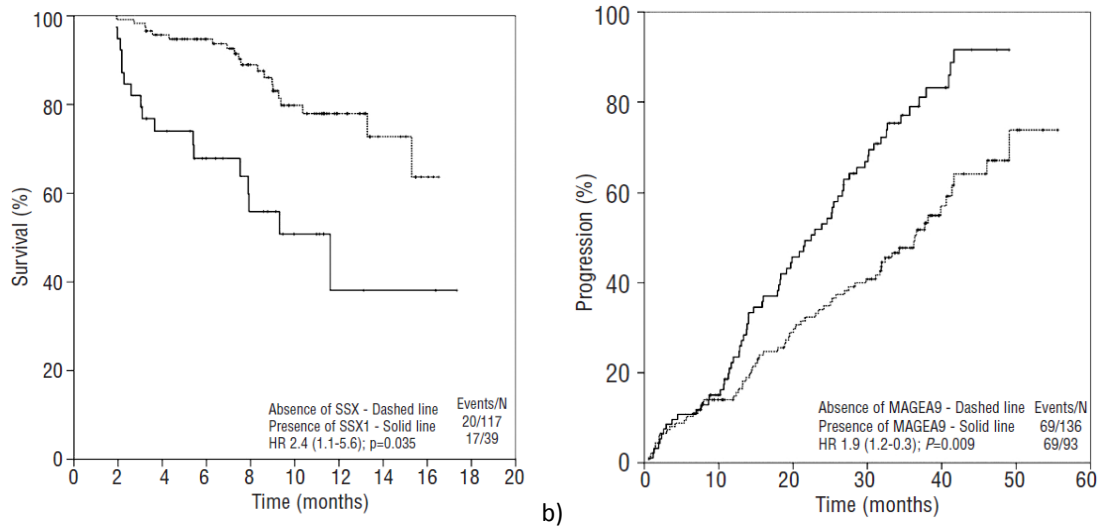 100
80
60
40
20
0
Survival (%)
0 2 4 6 8 10 12 14 16 18 20
Time (months)
Absence of SSX - Dashed line
Presence of SSX1 - Solid line
HR 2.4 (1.1-5.6); p=0.035
Events/N
20/117
17/39
b)
100
80
60
40
20
0
Progression (%)
0 10 20 30 40 50 60
Time (months)
Absence of MAGEA9 - Dashed line
Presence of MAGEA9 - Solid line
HR 1.9 (1.2-0.3); P=0.009
Events/N
69/136
69/93